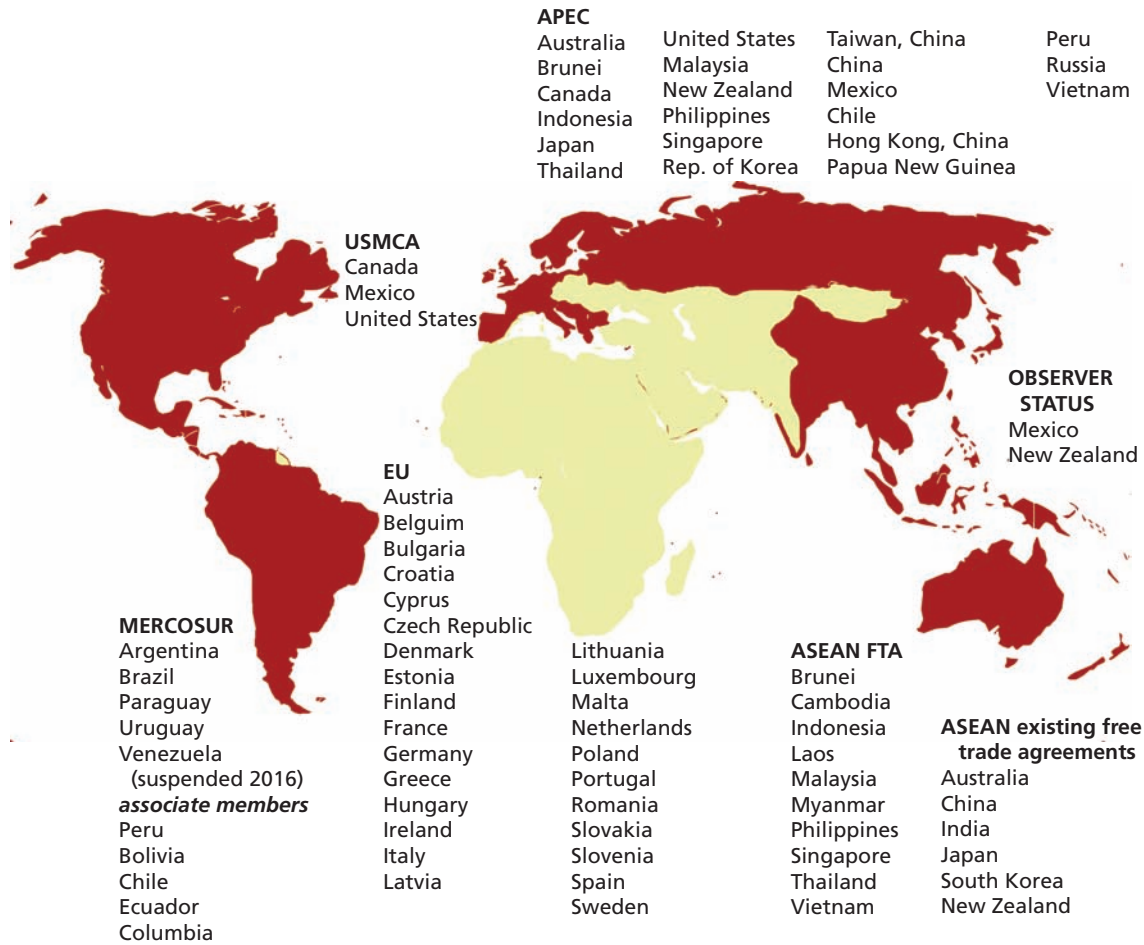 APEC
Australia
Brunei
Canada
Indonesia
Japan
Thailand
United States
Malaysia
New Zealand
Philippines
Singapore
Rep. of Korea
Taiwan, China
China
Mexico
Chile
Hong Kong, China
Papua New Guinea
Peru
Russia
Vietnam
USMCA
Canada
Mexico
United States
OBSERVER
STATUS
Mexico
New Zealand
EU
Austria
Belguim
Bulgaria
Croatia
Cyprus
Czech Republic
Denmark
Estonia
Finland
France
Germany
Greece
Hungary
Ireland
Italy
Latvia
Lithuania
Luxembourg
Malta
Netherlands
Poland
Portugal
Romania
Slovakia
Slovenia
Spain
Sweden
MERCOSUR
Argentina
Brazil
Paraguay
Uruguay
Venezuela
(suspended 2016)
associate members
Peru
Bolivia
Chile
Ecuador
Columbia
ASEAN FTA
Brunei
Cambodia
Indonesia
Laos
Malaysia
Myanmar
Philippines
Singapore
Thailand
Vietnam
ASEAN existing free
trade agreements
Australia
China
India
Japan
South Korea
New Zealand